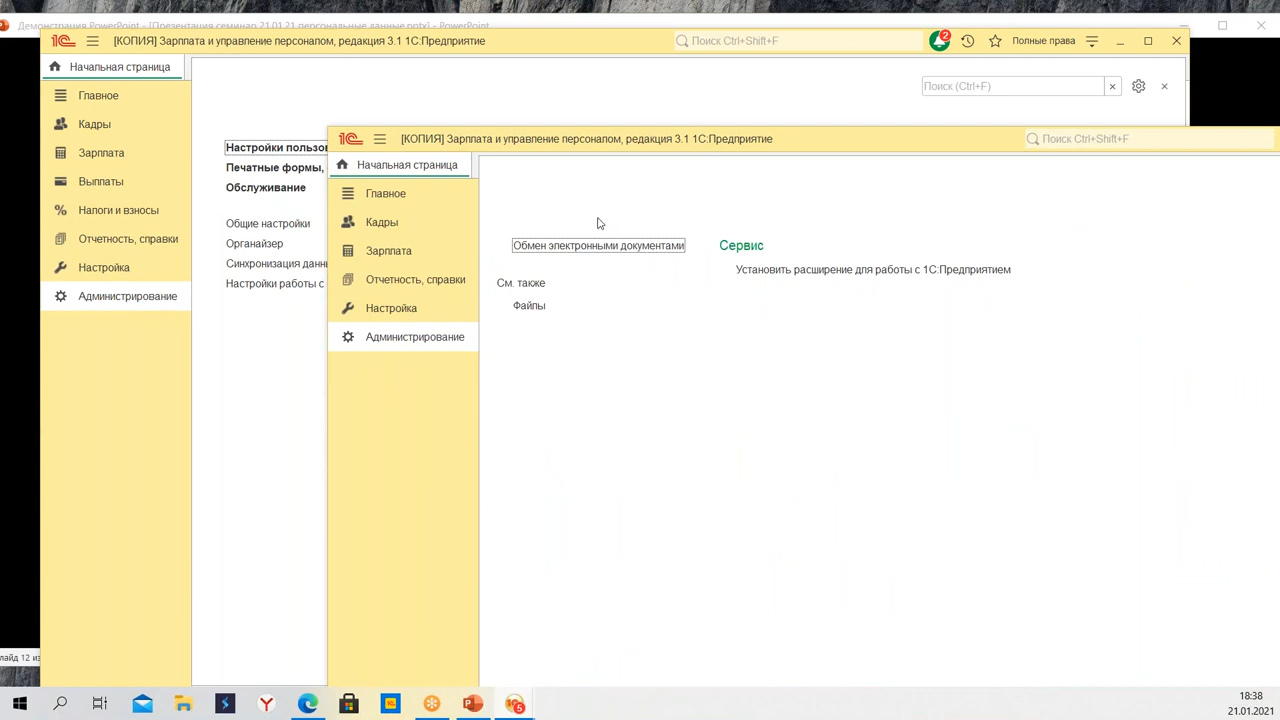 Демонстрация PowerPoint - [Презентация семинар 21.01.21 персональные данные.pptx] - PowerPoint
[КОПИЯ] Зарплата и управление персоналом, редакция 3.1 1С:Предприятие
Поиск Ctrl+Shift+F
2
Полные права
Начальная страница
Главное
Кадры
Зарплата
Выплаты
Налоги и взносы
Отчетность, справки
Настройка
Администрирование
Поиск (Ctrl+F)
Настройки пользо
Печатные формы,
Обслуживание
Общие настройки
Органайзер
Синхронизация данн
Настройки работы с
[КОПИЯ] Зарплата и управление персоналом, редакция 3.1 1С:Предприятие
Поиск Ctrl+Shift+F
Начальная страница
Главное
Кадры
Зарплата
Отчетность, справки
Настройка
Администрирование
Обмен электронными документами
См. также
Файлы
Сервис
Установить расширение для работы с 1С:Предприятием
лайд 12 из
5
18:38
21.01.2021